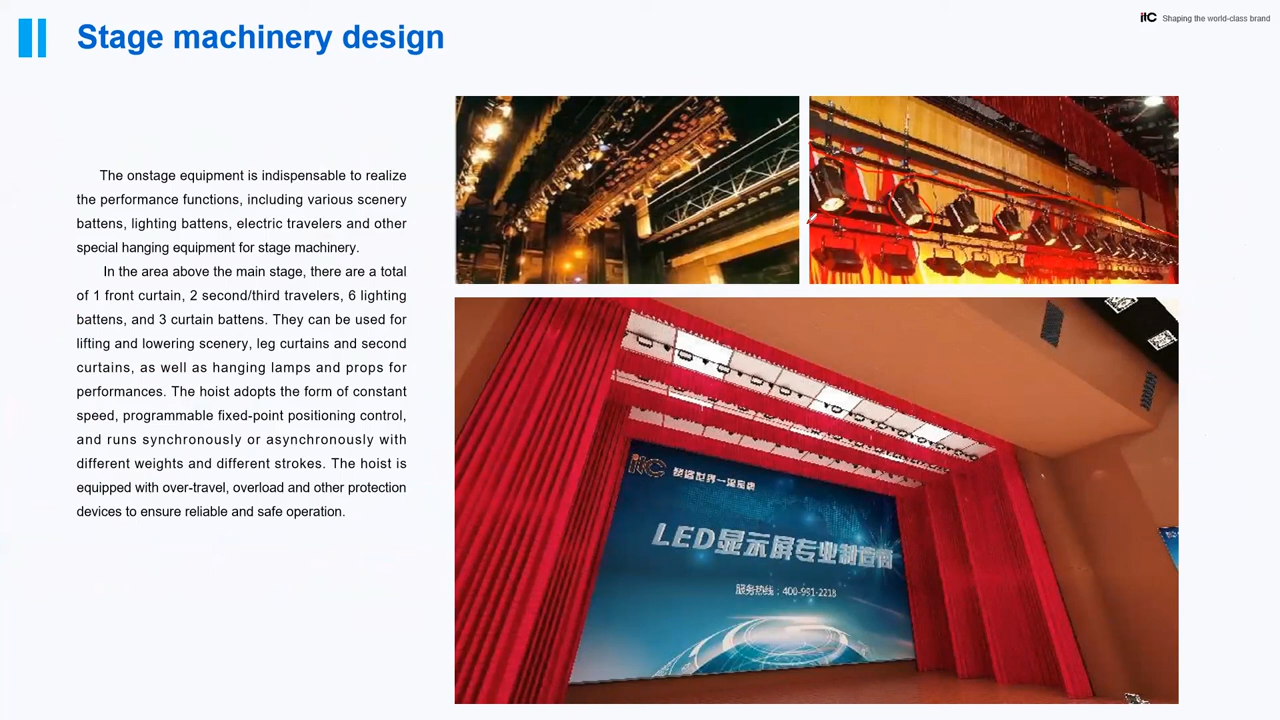 itC Shaping the world-class brand
Stage machinery design
The onstage equipment is indispensable to realize
the performance functions, including various scenery
battens, lighting battens, electric travelers and other
special hanging equipment for stage machinery.
In the area above the main stage, there are a total
of 1 front curtain, 2 second/third travelers, 6 lighting
battens, and 3 curtain battens. They can be used for
lifting and lowering scenery, leg curtains and second
curtains, as well as hanging lamps and props for
performances. The hoist adopts the form of constant
speed, programmable fixed-point positioning control,
and runs synchronously or asynchronously with
different weights and different strokes. The hoist is
equipped with over-travel, overload and other protection
devices to ensure reliable and safe operation.
itC
LED显示屏专业制造商
服务热线：400-991-2218